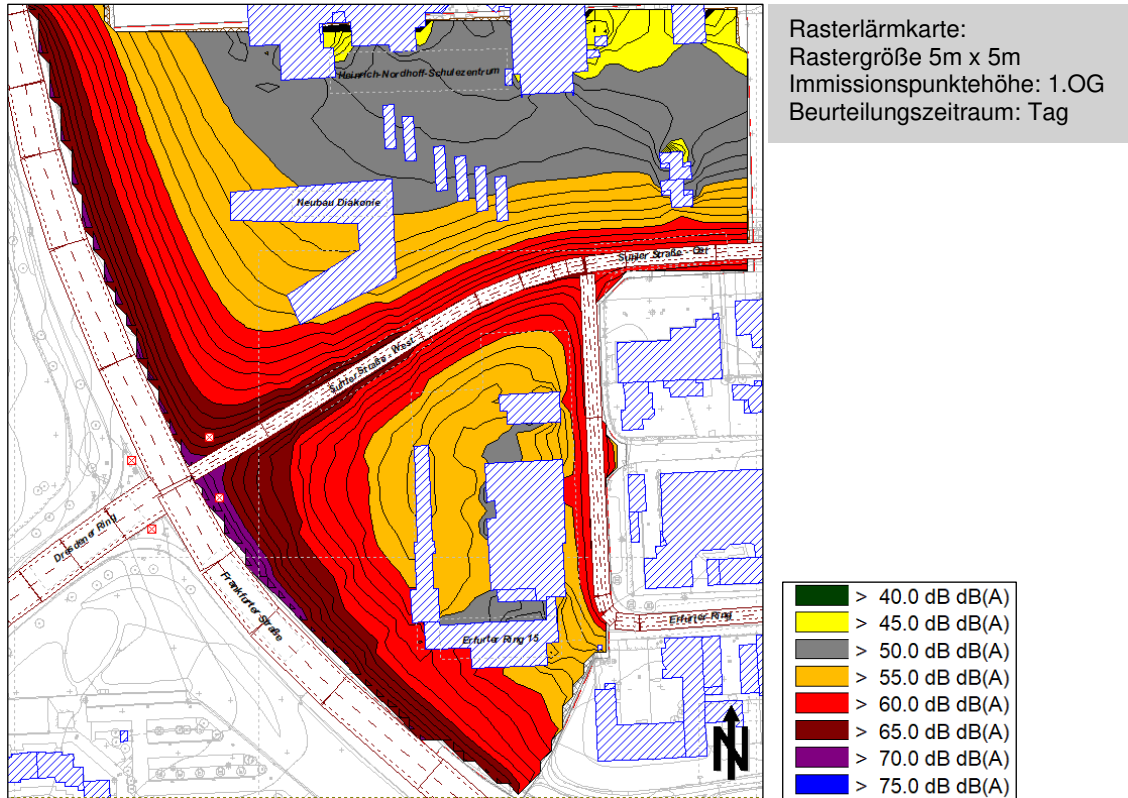 Rasterlärmkarte:
Rastergröße 5m x 5m
Immissionspunktehöhe: 1.OG
Beurteilungszeitraum: Tag
Heinrich-Nordhoff-Schulezentrum
Neubau Diakonie
Suhler Straße - Ost
Suhler Straße - West
Dresdener Ring
Frankfurter Straße
Erfurter Ring
Erfurter Ring 15
N
> 40.0 dB dB(A)
> 45.0 dB dB(A)
> 50.0 dB dB(A)
> 55.0 dB dB(A)
> 60.0 dB dB(A)
> 65.0 dB dB(A)
> 70.0 dB dB(A)
> 75.0 dB dB(A)